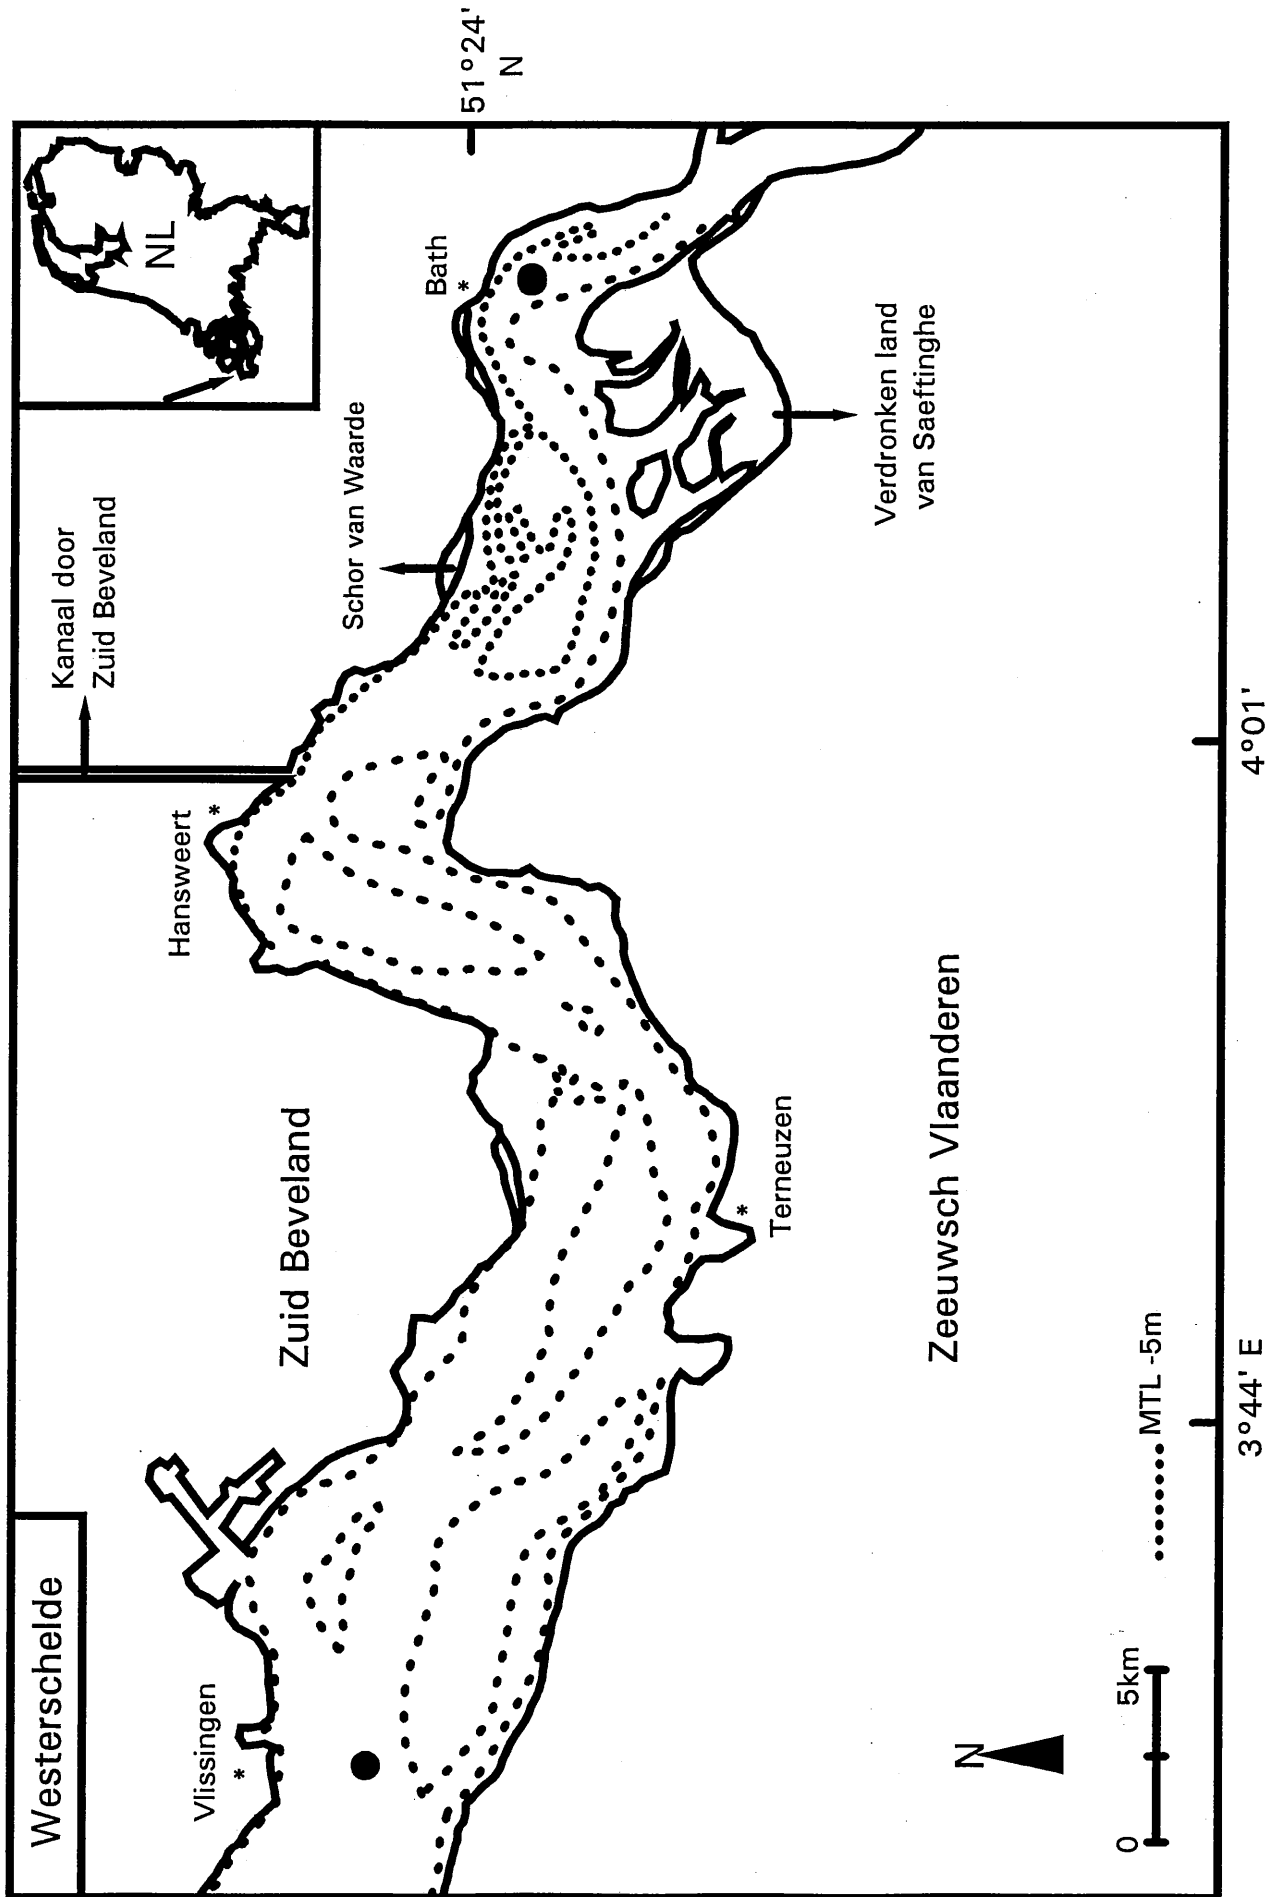 Westerschelde
Kanaal door
Zuid Beveland
NL
Vlissingen
*
Hansweert
*
Schor van Waarde
Bath
*
51°24'
N
Zuid Beveland
Terneuzen
*
Verdronken land
van Saeftinghe
Zeeuwsch Vlaanderen
N
0 5km
MTL -5m
3°44' E
4°01'